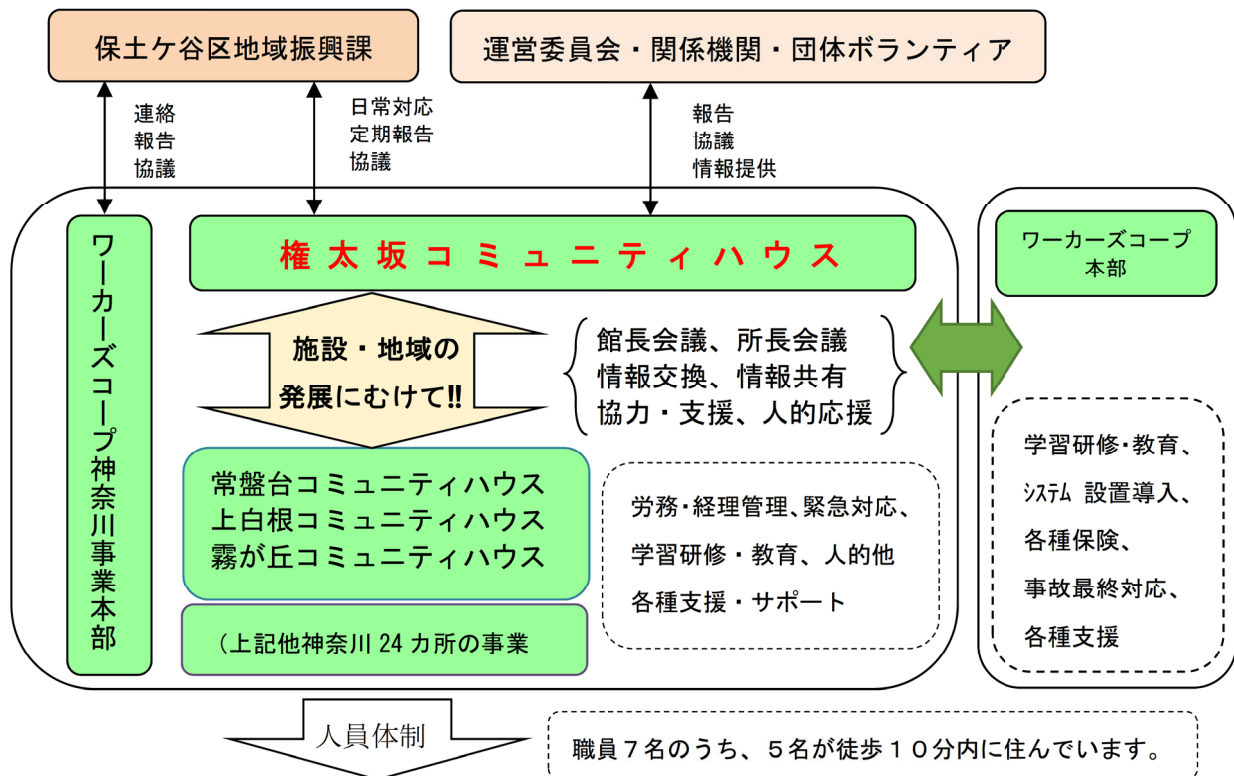 保土ケ谷区地域振興課
運営委員会・関係機関・団体ボランティア
連絡
報告
協議
日常対応
定期報告
協議
報告
協議
情報提供
ワーカーズコープ神奈川事業本部
権太坂コミュニティハウス
ワーカーズコープ
本部
施設・地域の
発展にむけて!!
館長会議、所長会議
情報交換、情報共有
協力・支援、人的応援
常盤台コミュニティハウス
上白根コミュニティハウス
霧が丘コミュニティハウス
(上記他神奈川24カ所の事業
労務・経理管理、緊急対応、
学習研修・教育、人的他
各種支援・サポート
学習研修・教育、
ｼｽﾃﾑ 設置導入、
各種保険、
事故最終対応、
各種支援
人員体制
職員７名のうち、５名が徒歩１０分内に住んでいます。